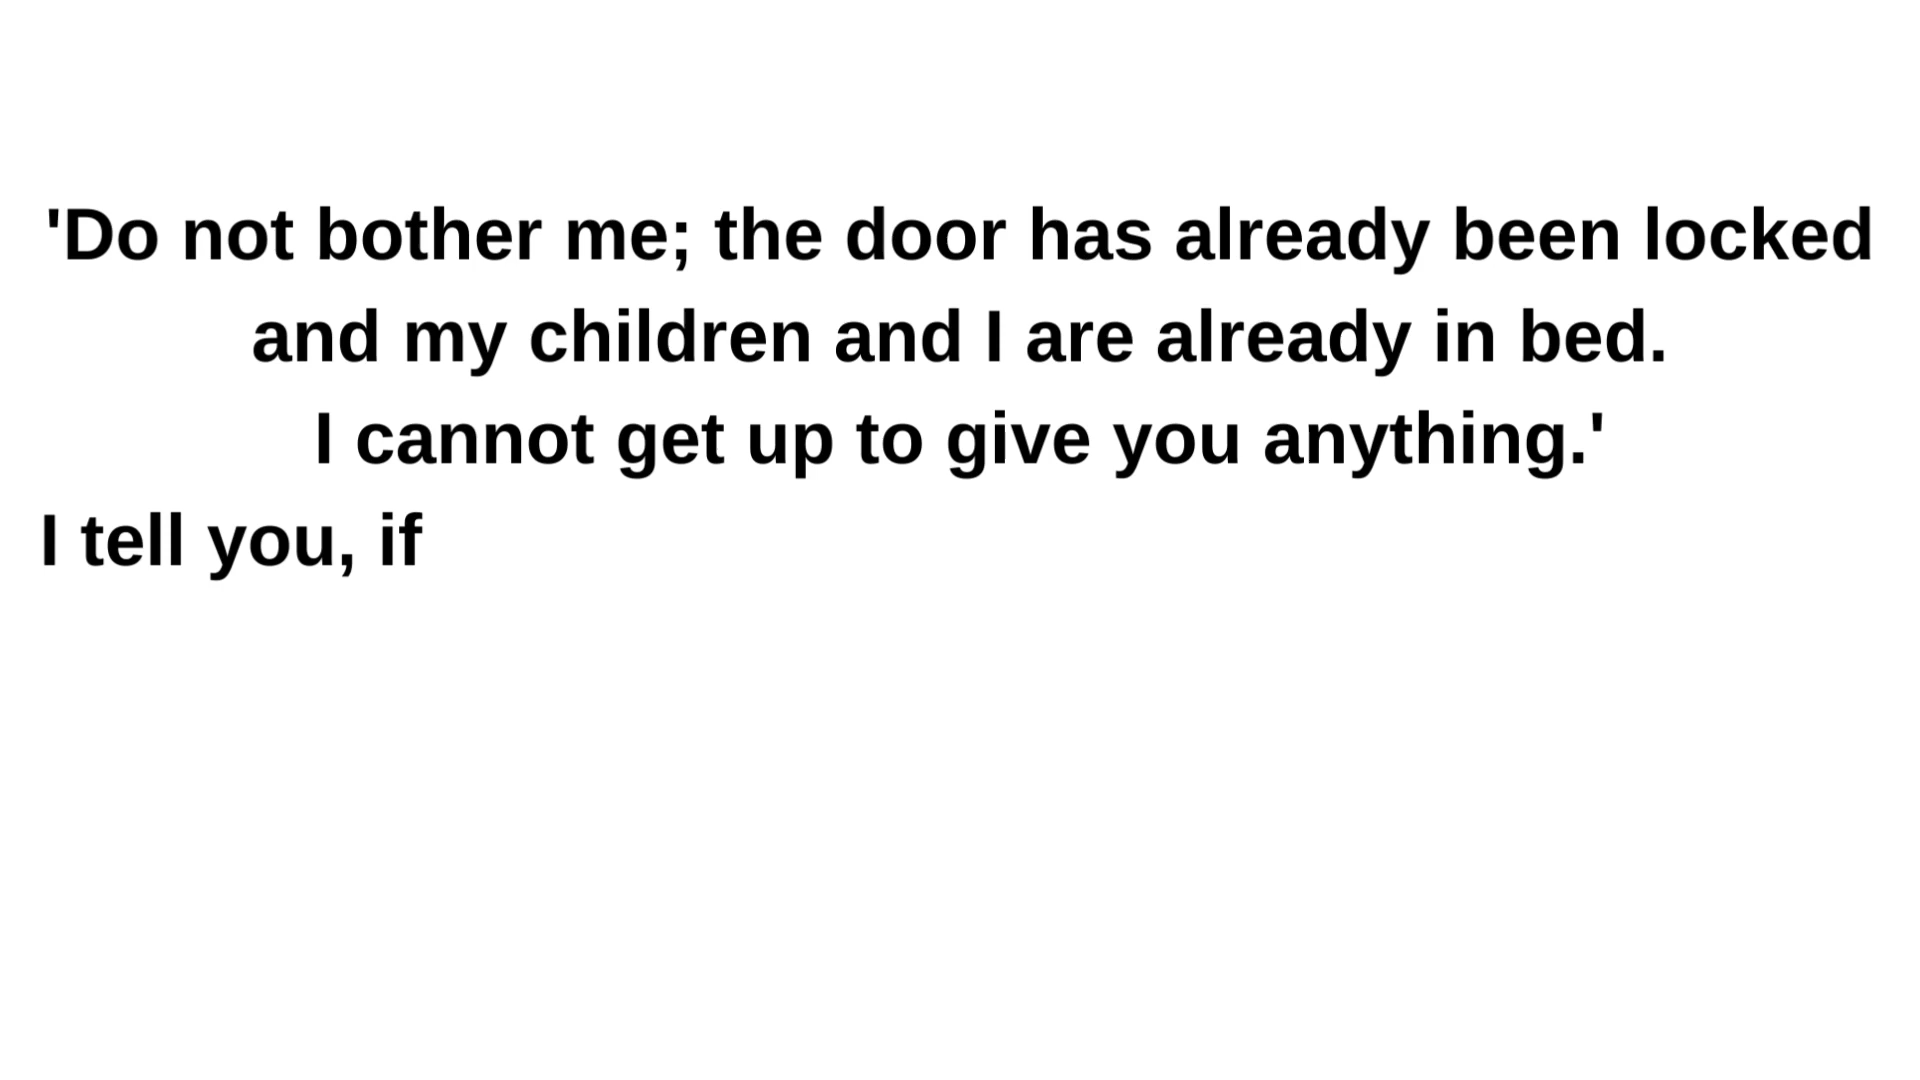 'Do not bother me; the door has already been locked
and my children and I are already in bed.
I cannot get up to give you anything.'
I tell you, if